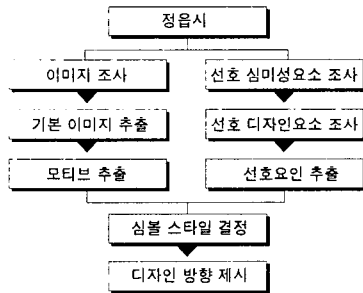 정읍시
이미지 조사
선호 심미성요소 조사
기본 이미지 추출
선호 디자인요소 조사
모티브 추출
선호요인 추출
심볼 스타일 결정
디자인 방향 제시